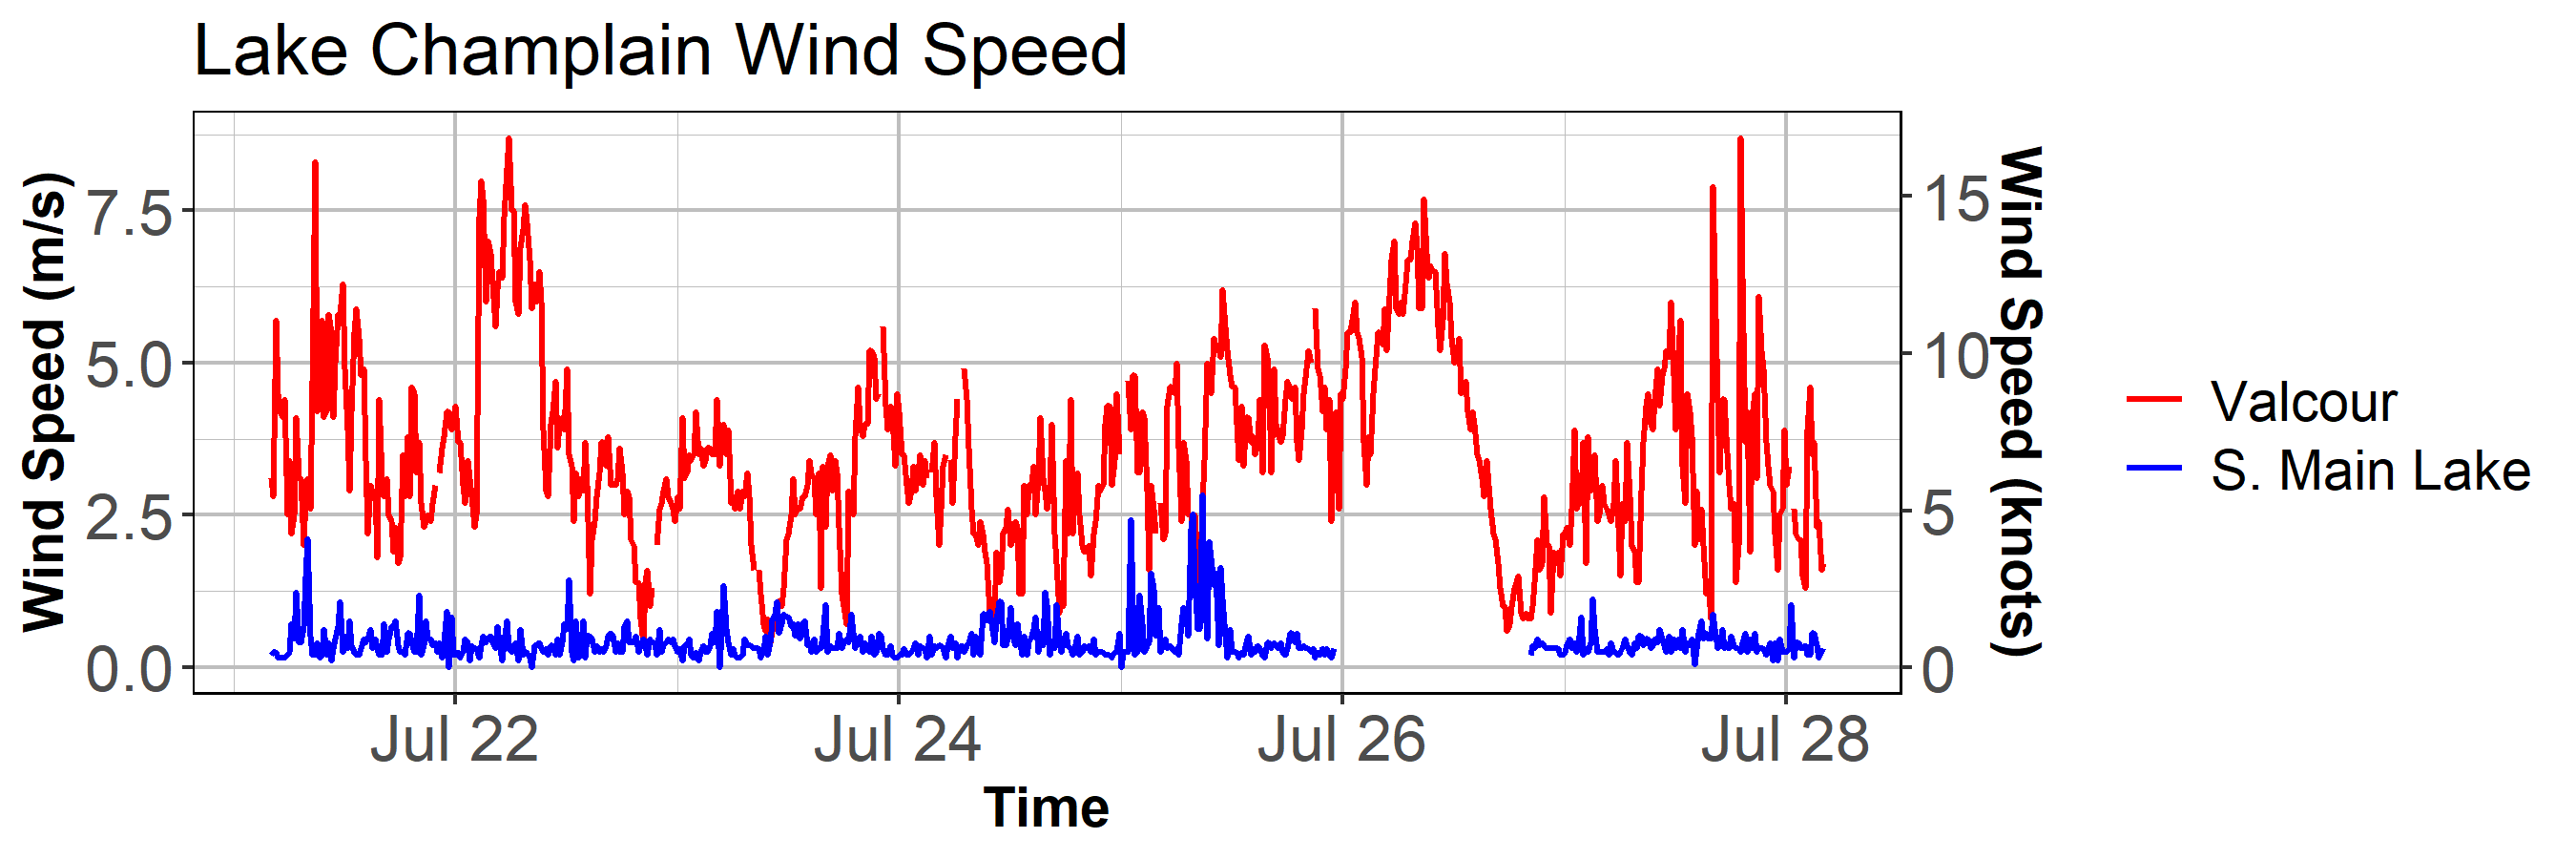 Lake Champlain Wind Speed
Wind Speed (m/s)
7.5
5.0
2.5
0.0
15
10
5
0
Wind Speed (knots)
Jul 22
Jul 24
Jul 26
Jul 28
Time
Valcour
S. Main Lake